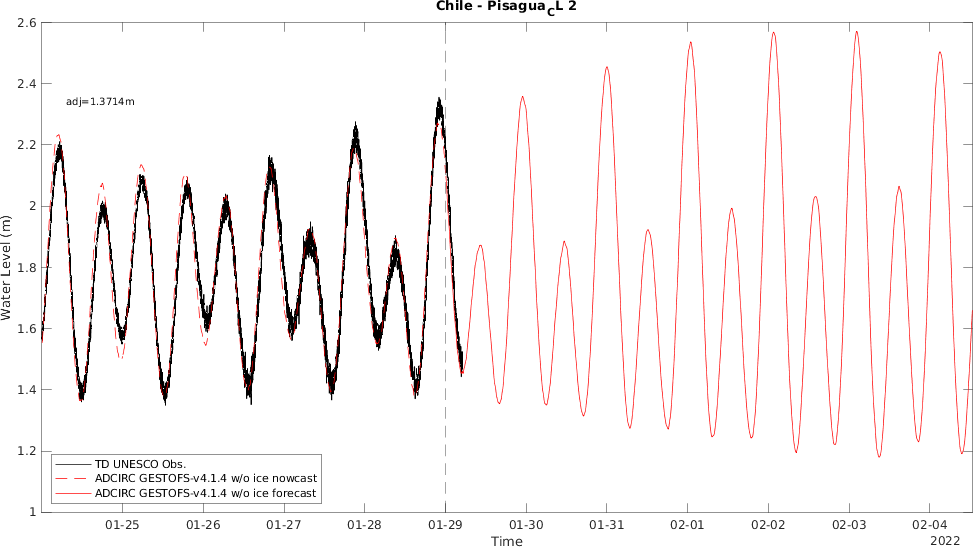 Chile - Pisagua_CL 2
2.6
2.4
2.2
2
1.8
1.6
1.4
1.2
1
Water Level (m)
adj=1.3714m
TD UNESCO Obs.
ADCIRC GESTOFS-v4.1.4 w/o ice nowcast
ADCIRC GESTOFS-v4.1.4 w/o ice forecast
01-25 01-26 01-27 01-28 01-29 01-30 01-31 02-01 02-02 02-03 02-04
Time
2022